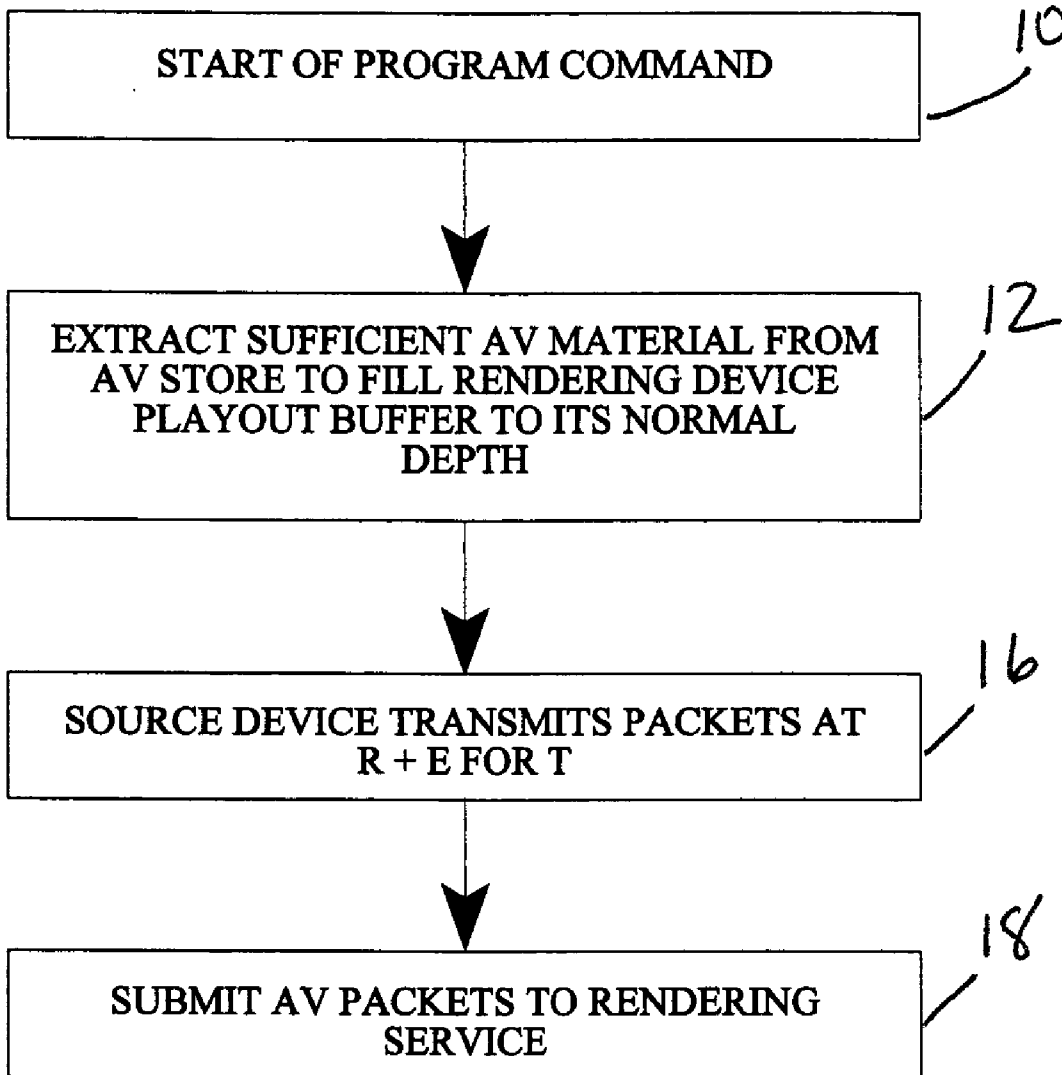 START OF PROGRAM COMMAND
10
EXTRACT SUFFICIENT AV MATERIAL FROM
AV STORE TO FILL RENDERING DEVICE
PLAYOUT BUFFER TO ITS NORMAL
DEPTH
12
SOURCE DEVICE TRANSMITS PACKETS AT
R + E FOR T
16
SUBMIT AV PACKETS TO RENDERING
SERVICE
18